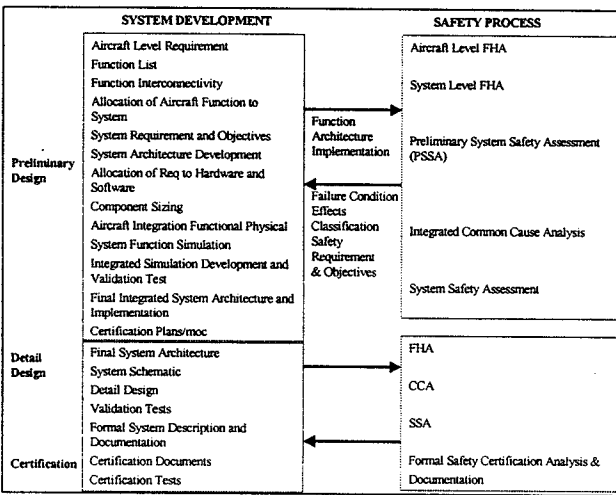 SYSTEM DEVELOPMENT
SAFETY PROCESS
Preliminary
Design
Aircraft Level Requirement
Function List
Function Interconnectivity
Allocation of Aircraft Function to
System
System Requirement and Objectives
System Architecture Development
Allocation of Req to Hardware and
Software
Component Sizing
Aircraft Integration Functional Physical
System Function Simulation
Integrated Simulation Development and
Validation Test
Final Integrated System Architecture and
Implementation
Certification Plans/moc
Function
Architecture
Implementation
Failure Condition
Effects
Classification
Safety
Requirement
& Objectives
Aircraft Level FHA
System Level FHA
Preliminary System Safety Assessment
(PSSA)
Integrated Common Cause Analysis
System Safety Assessment
Detail
Design
Final System Architecture
System Schematic
Detail Design
Validation Tests
Formal System Description and
Documentation
Certification
Certification Documents
Certification Tests
FHA
CCA
SSA
Formal Safety Certification Analysis &
Documentation